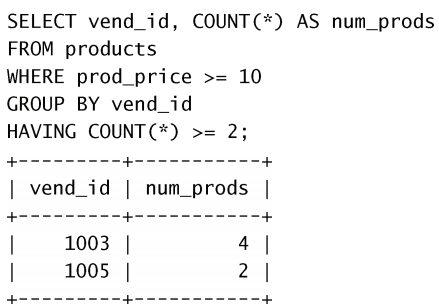 SELECT vend_id, COUNT(*) AS num_prods
FROM products
WHERE prod_price >= 10
GROUP BY vend_id
HAVING COUNT(*) >= 2;
+---------+-----------+
| vend_id | num_prods |
+---------+-----------+
|    1003 |         4 |
|    1005 |         2 |
+---------+-----------+